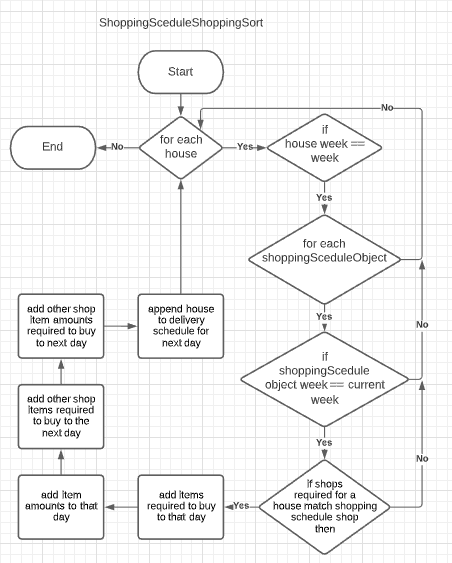 ShoppingSceduleShoppingSort
Start
for each
house
No
End
Yes
if
house week ==
week
No
Yes
for each
shoppingSceduleObject
Yes
No
if
shoppingScedule
object week == current
week
Yes
No
if shops
required for a
house match shopping
schedule shop
then
Yes
add items
required to buy
to that day
add item
amounts to that
day
add other shop
items required
to buy to the
next day
add other shop
item amounts
required to buy
to next day
append house
to delivery
schedule for
next day